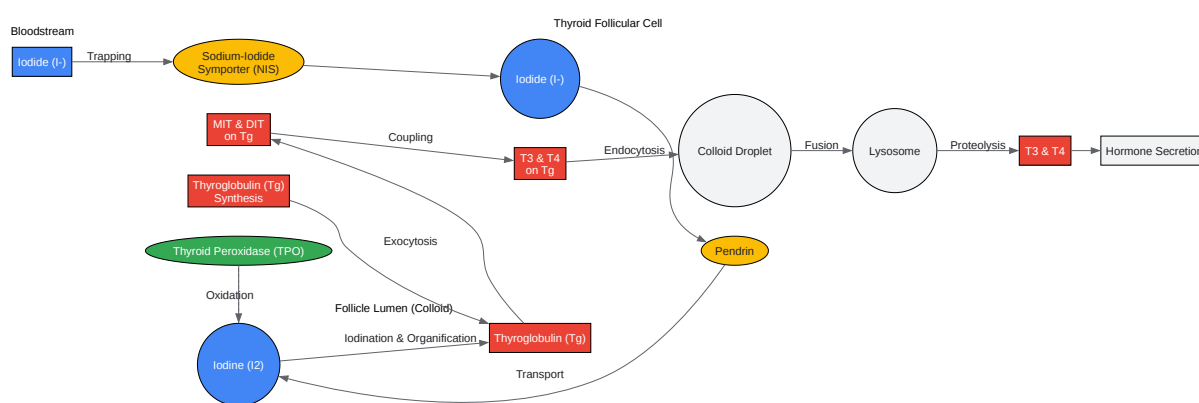 Thyroid Follicular Cell
Bloodstream
Iodide (I-)
Trapping
Sodium-Iodide
Symporter (NIS)
Iodide (I-)
MIT & DIT
on Tg
Coupling
T3 & T4
on Tg
Endocytosis
Colloid Droplet
Fusion
Lysosome
Proteolysis
T3 & T4
Hormone Secretion
Thyroglobulin (Tg)
Synthesis
Exocytosis
Thyroid Peroxidase (TPO)
Pendrin
Oxidation
Follicle Lumen (Colloid)
Iodination & Organification
Thyroglobulin (Tg)
Iodine (I2)
Transport